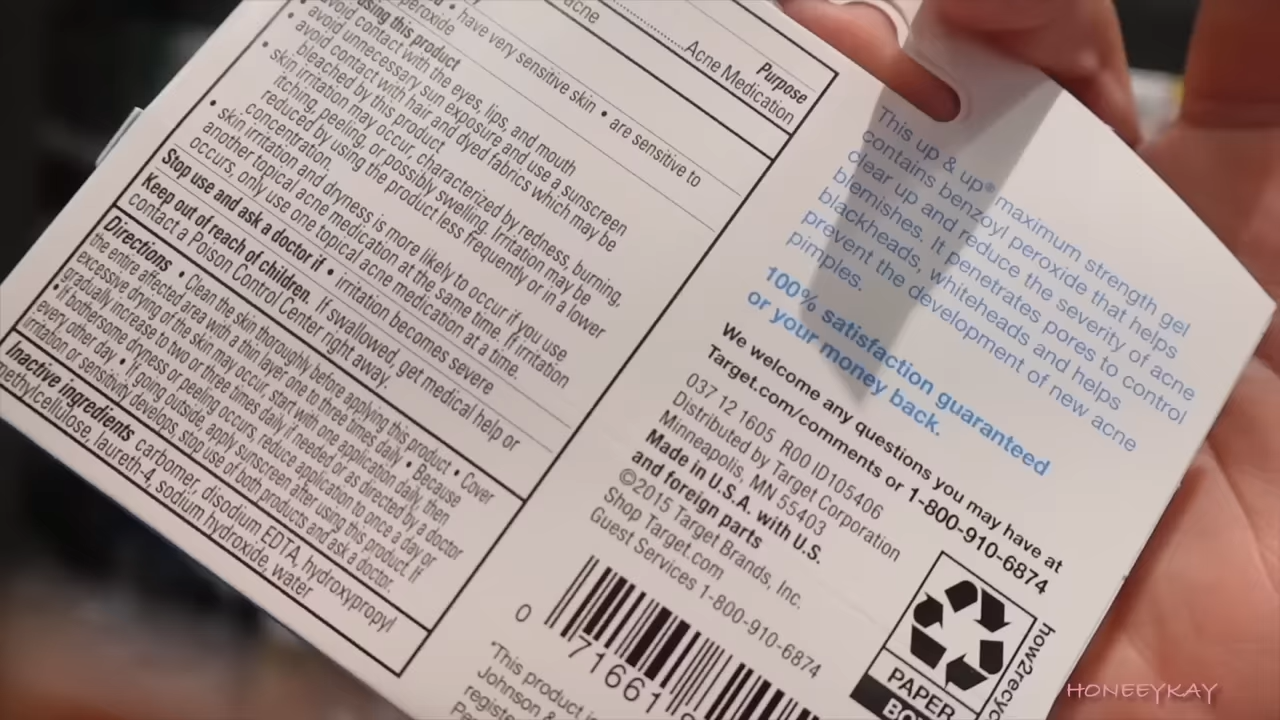 Purpose
acne ..........Acne Medication
• have very sensitive skin • are sensitive to
peroxide
using this product
avoid contact with the eyes, lips, and mouth
• avoid unnecessary sun exposure and use a sunscreen
• avoid contact with hair and dyed fabrics which may be
bleached by this product
• skin irritation may occur, characterized by redness, burning,
itching, peeling, or possibly swelling. Irritation may be
reduced by using the product less frequently or in a lower
concentration.
• skin irritation and dryness is more likely to occur if you use
another topical acne medication at the same time. If irritation
occurs, only use one topical acne medication at a time.
Stop use and ask a doctor if • irritation becomes severe
Keep out of reach of children. If swallowed, get medical help or
contact a Poison Control Center right away.
Directions • Clean the skin thoroughly before applying this product • Cover
the entire affected area with a thin layer one to three times daily • Because
excessive drying of the skin may occur, start with one application daily, then
gradually increase to two or three times daily if needed or as directed by a doctor
• If bothersome dryness or peeling occurs, reduce application to once a day or
every other day • If going outside, apply sunscreen after using this product. If
irritation or sensitivity develops, stop use of both products and ask a doctor.
Inactive ingredients carbomer, disodium EDTA, hydroxypropyl
ethylcellulose, laureth-4, sodium hydroxide, water
This up & up® maximum strength gel
contains benzoyl peroxide that helps
clear up and reduce the severity of acne
blemishes. It penetrates pores to control
blackheads, whiteheads and helps
prevent the development of new acne
pimples.
100% satisfaction guaranteed
or your money back.
We welcome any questions you may have at
Target.com/comments or 1-800-910-6874
037 12 1605 R00 ID105406
Distributed by Target Corporation
Minneapolis, MN 55403
Made in U.S.A. with U.S.
and foreign parts
©2015 Target Brands, Inc.
Shop Target.com
Guest Services 1-800-910-6874
0 71661
*This product is
Johnson &
PAPER
how2recyc
HONEEYKAY